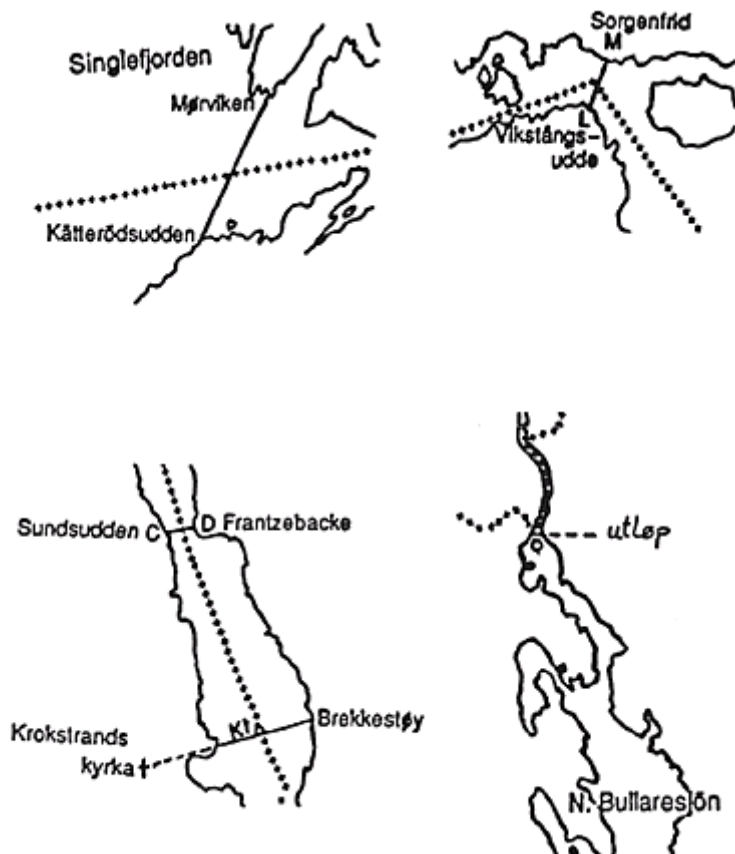 Singlefjorden
Mørviken
Kätterödsudden
Sorgenfrid
M
L
Vikstångs-
udde
Sundsudden C
D Frantzebacke
Brekkestøy
Krokstrands
kyrka
utløp
N. Bullaresjön